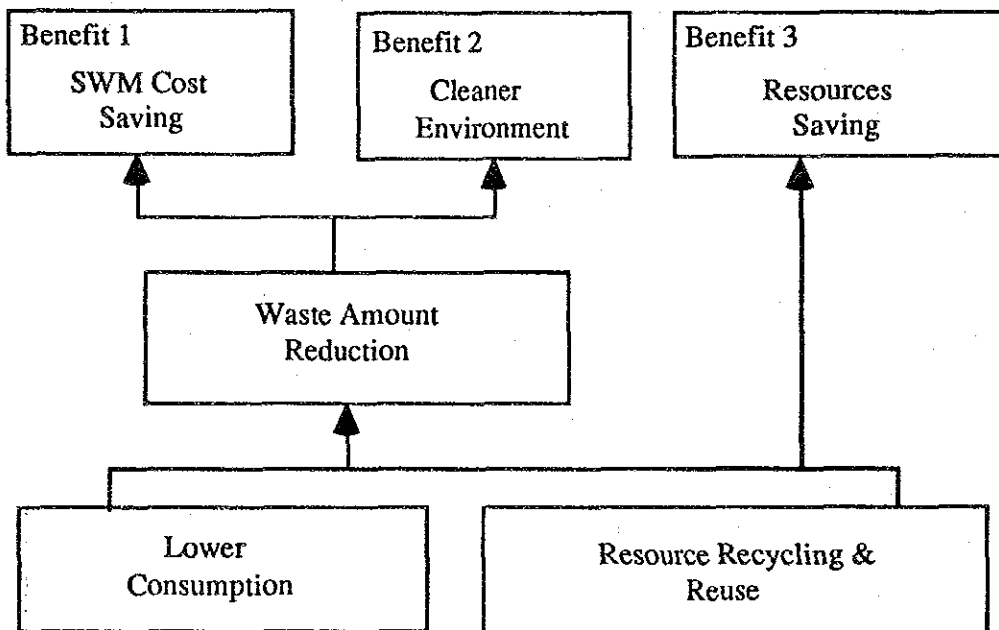 Benefit 1
SWM Cost
Saving
Benefit 2
Cleaner
Environment
Benefit 3
Resources
Saving
Waste Amount
Reduction
Lower
Consumption
Resource Recycling &
Reuse